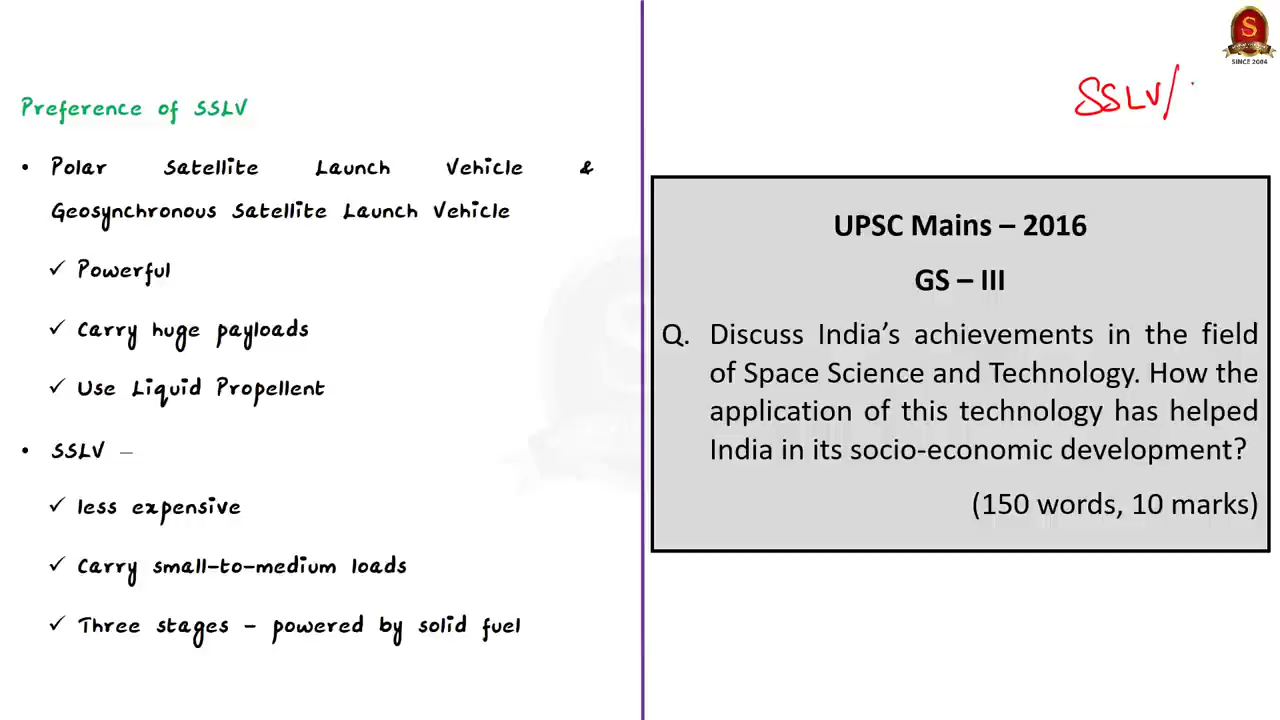 Preference of SSLV
• Polar Satellite Launch Vehicle &
Geosynchronous Satellite Launch Vehicle
✓ Powerful
✓ Carry huge payloads
✓ Use Liquid Propellent
• SSLV –
✓ less expensive
✓ Carry small-to-medium loads
✓ Three stages – powered by solid fuel
S
SINCE 2004
SSLV/
UPSC Mains – 2016
GS – III
Q. Discuss India's achievements in the field
of Space Science and Technology. How the
application of this technology has helped
India in its socio-economic development?
(150 words, 10 marks)